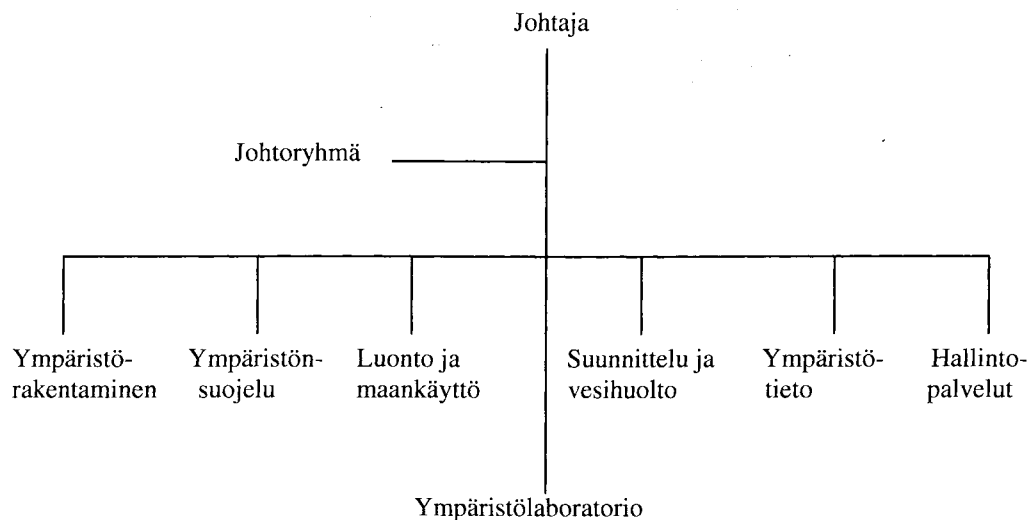 Johtaja
Johtoryhmä
Ympäristö-
rakentaminen
Ympäristön-
suojelu
Luonto ja
maankäyttö
Suunnittelu ja
vesihuolto
Ympäristö-
tieto
Hallinto-
palvelut
Ympäristölaboratorio